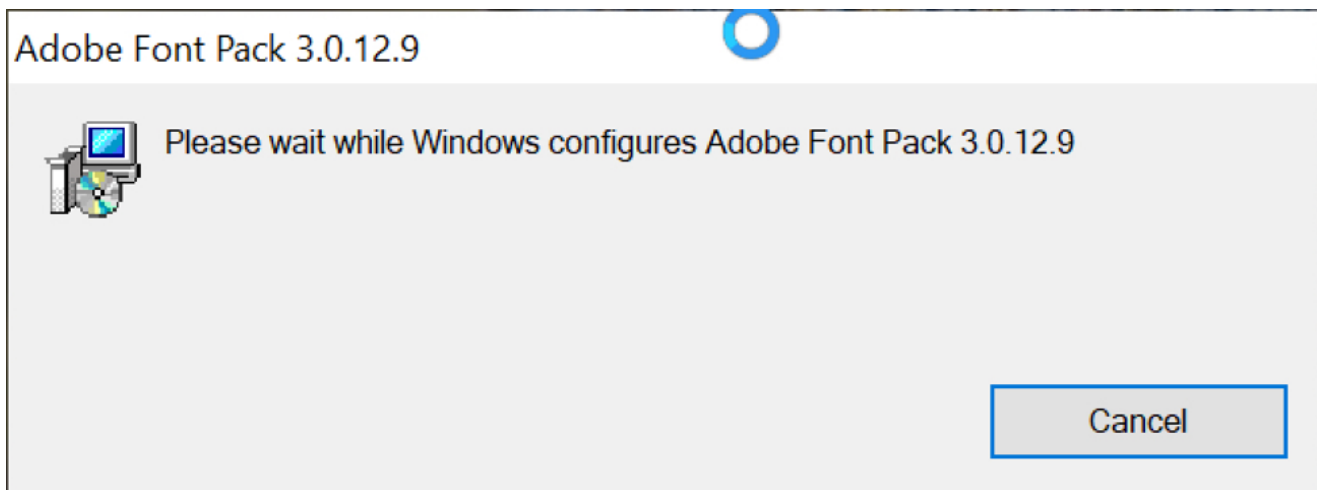 Adobe Font Pack 3.0.12.9
Please wait while Windows configures Adobe Font Pack 3.0.12.9
Cancel